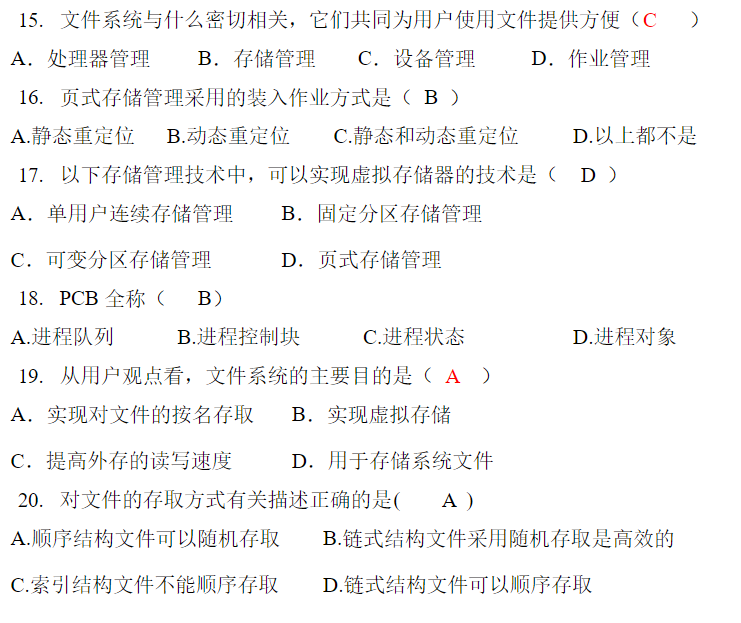 15. 文件系统与什么密切相关，它们共同为用户使用文件提供方便（C ）
A．处理器管理 B．存储管理 C．设备管理 D．作业管理
16. 页式存储管理采用的装入作业方式是（ B ）
A.静态重定位 B.动态重定位 C.静态和动态重定位 D.以上都不是
17. 以下存储管理技术中，可以实现虚拟存储器的技术是（ D ）
A．单用户连续存储管理 B．固定分区存储管理
C．可变分区存储管理 D．页式存储管理
18. PCB 全称（ B）
A.进程队列 B.进程控制块 C.进程状态 D.进程对象
19. 从用户观点看，文件系统的主要目的是（ A ）
A．实现对文件的按名存取 B．实现虚拟存储
C．提高外存的读写速度 D．用于存储系统文件
20. 对文件的存取方式有关描述正确的是( A )
A.顺序结构文件可以随机存取 B.链式结构文件采用随机存取是高效的
C.索引结构文件不能顺序存取 D.链式结构文件可以顺序存取